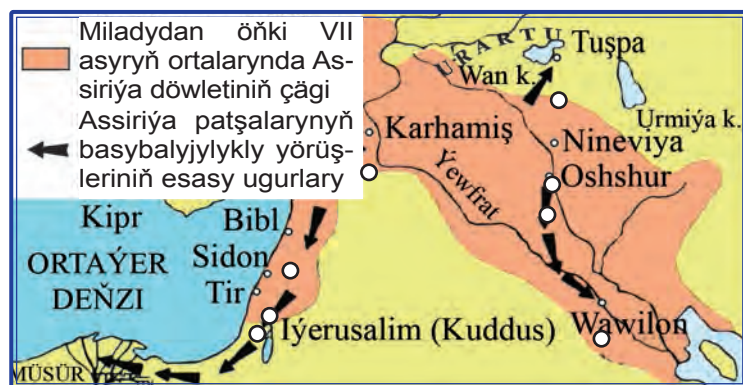 Miladydan öňki VII
asyryň ortalarynda As-
siriýa döwletiniň çägi
Assiriýa patşalarynyň
basybalyjylykly yörüş-
leriniň esasy ugurlary
URARTU
Tuşpa
Wan k.
Urmiýa k.
Karhamiş
Nineviya
Oshshur
Ýewfrat
Kipr
Bibl
ORTAÝER
DEŇZI
Sidon
Tir
Iýerusalim (Kuddus)
Wawilon
MÜSÜR